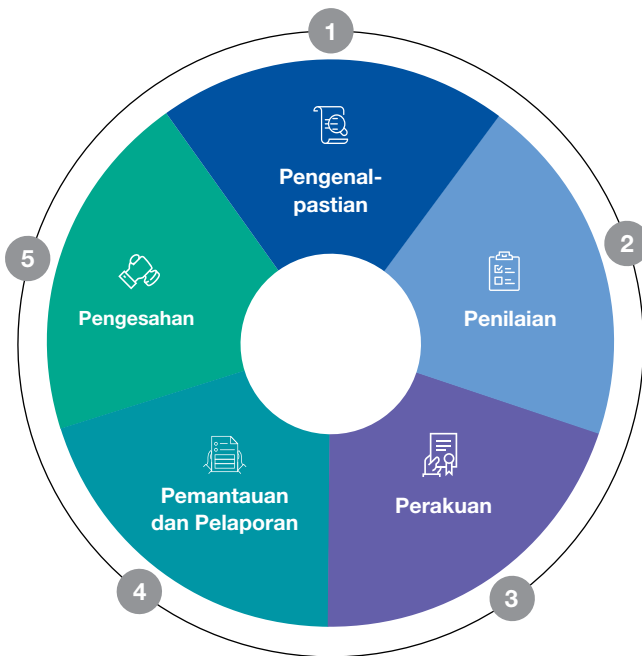 1
Pengenal-
pastian
2
Penilaian
3
Perakuan
4
Pemantauan
dan Pelaporan
5
Pengesahan